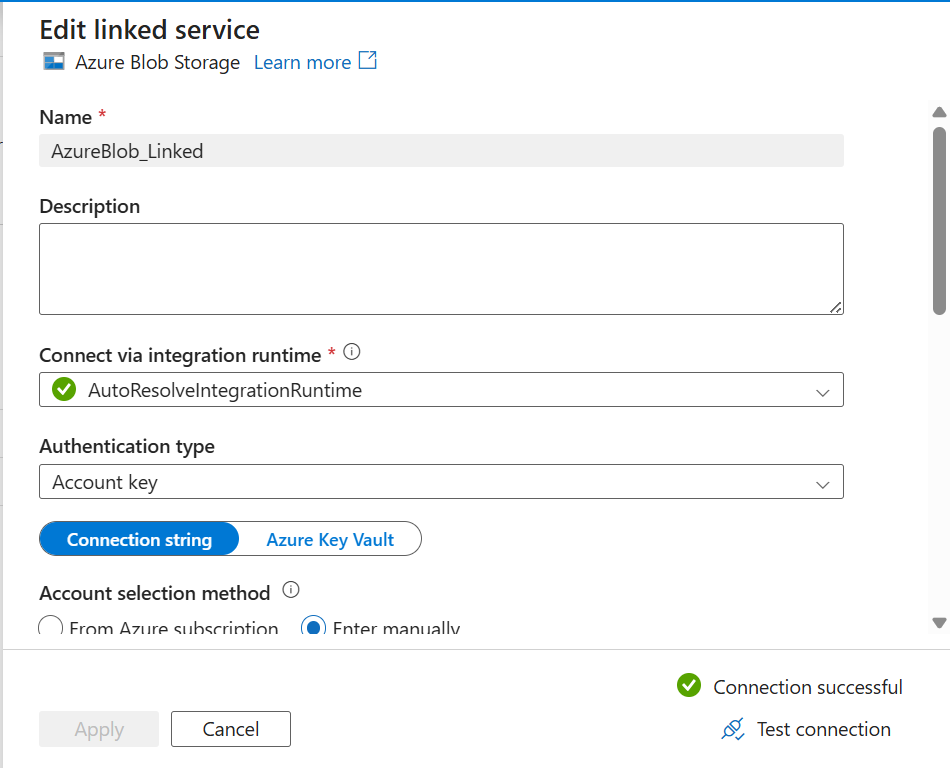 Edit linked service
Azure Blob Storage Learn more
Name *
AzureBlob_Linked
Description
Connect via integration runtime *
AutoResolveIntegrationRuntime
Authentication type
Account key
Connection string Azure Key Vault
Account selection method
From Azure subscription Enter manually
Connection successful
Apply Cancel Test connection